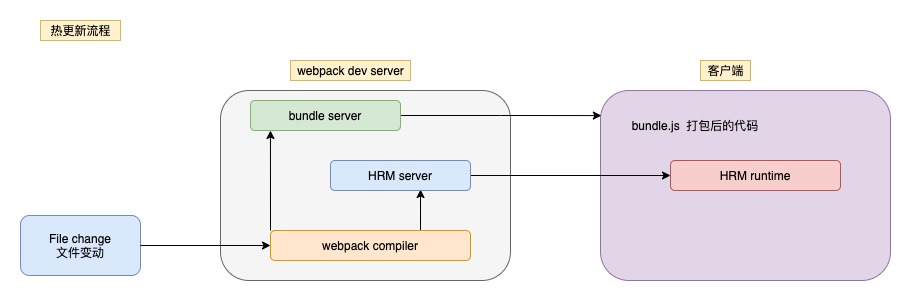 热更新流程
webpack dev server
客户端
bundle server
bundle.js 打包后的代码
HRM server
HRM runtime
File change
文件变动
webpack compiler